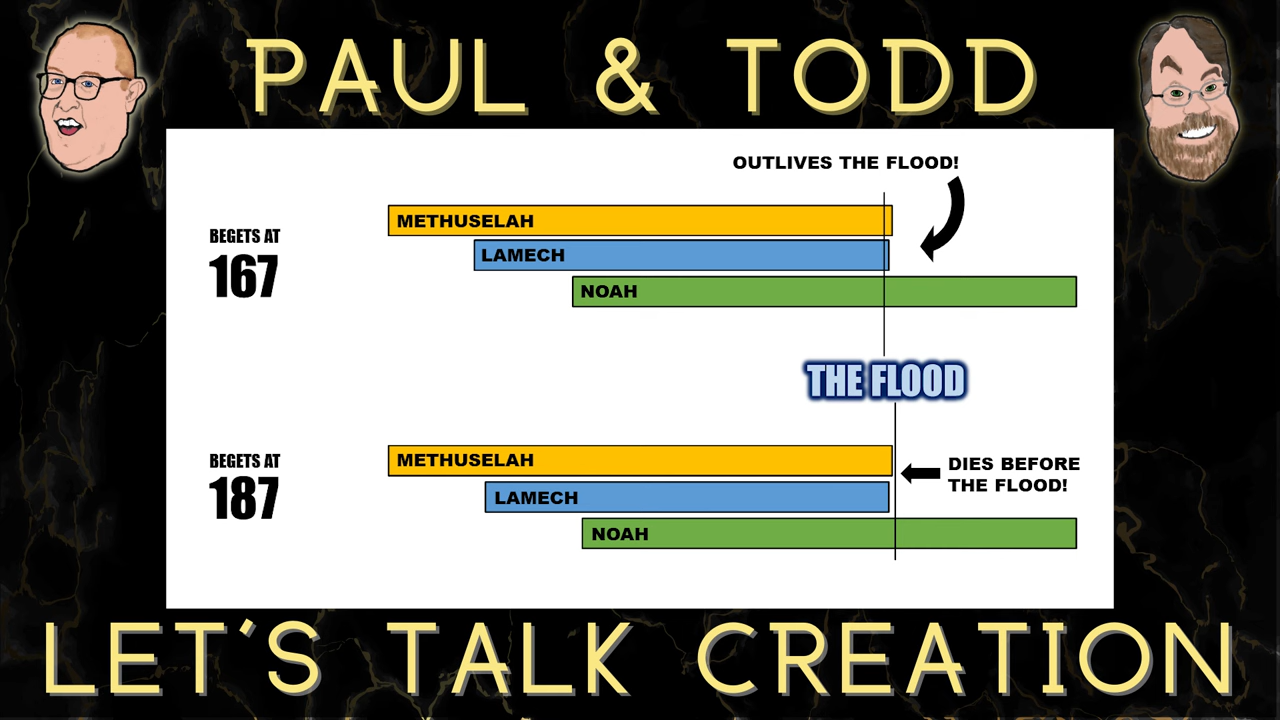 PAUL & TODD
OUTLIVES THE FLOOD!
BEGETS AT
167
METHUSELAH
LAMECH
NOAH
THE FLOOD
BEGETS AT
187
METHUSELAH
LAMECH
NOAH
DIES BEFORE
THE FLOOD!
LET'S TALK CREATION